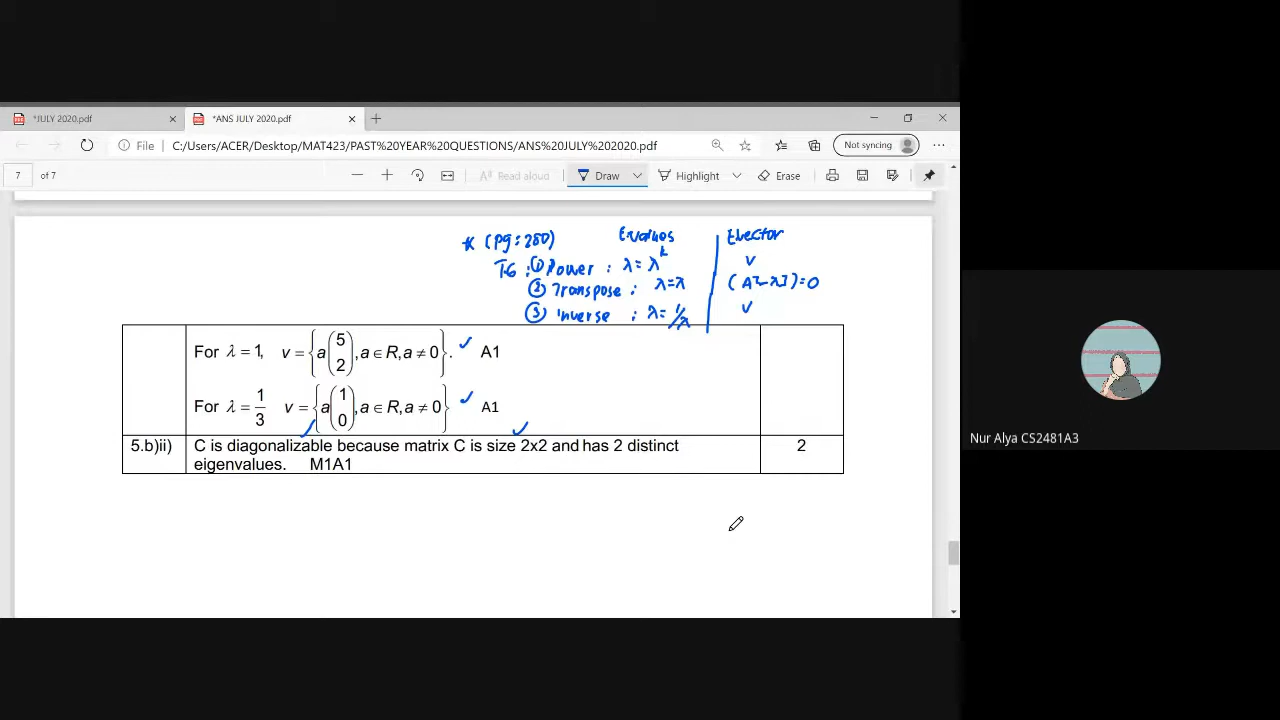 *JULY 2020.pdf
*ANS JULY 2020.pdf
File
C:/Users/ACER/Desktop/MAT423/PAST%20YEAR%20QUESTIONS/ANS%20JULY%202020.pdf
Not syncing
7 of 7
Read aloud
Draw
Highlight
Erase
* (pg: 280) Evalues Evector
T6: ① Power : λ = λ^k v
② Transpose : λ = λ (A^T - λI) = 0
③ Inverse : λ = 1/λ v
For λ = 1, v = {a(5 2), a ∈ R, a ≠ 0}. ✓ A1
For λ = 1/3 v = {a(1 0), a ∈ R, a ≠ 0} ✓ A1
5.b)ii) C is diagonalizable because matrix C is size 2x2 and has 2 distinct 2
eigenvalues. M1A1
Nur Alya CS2481A3